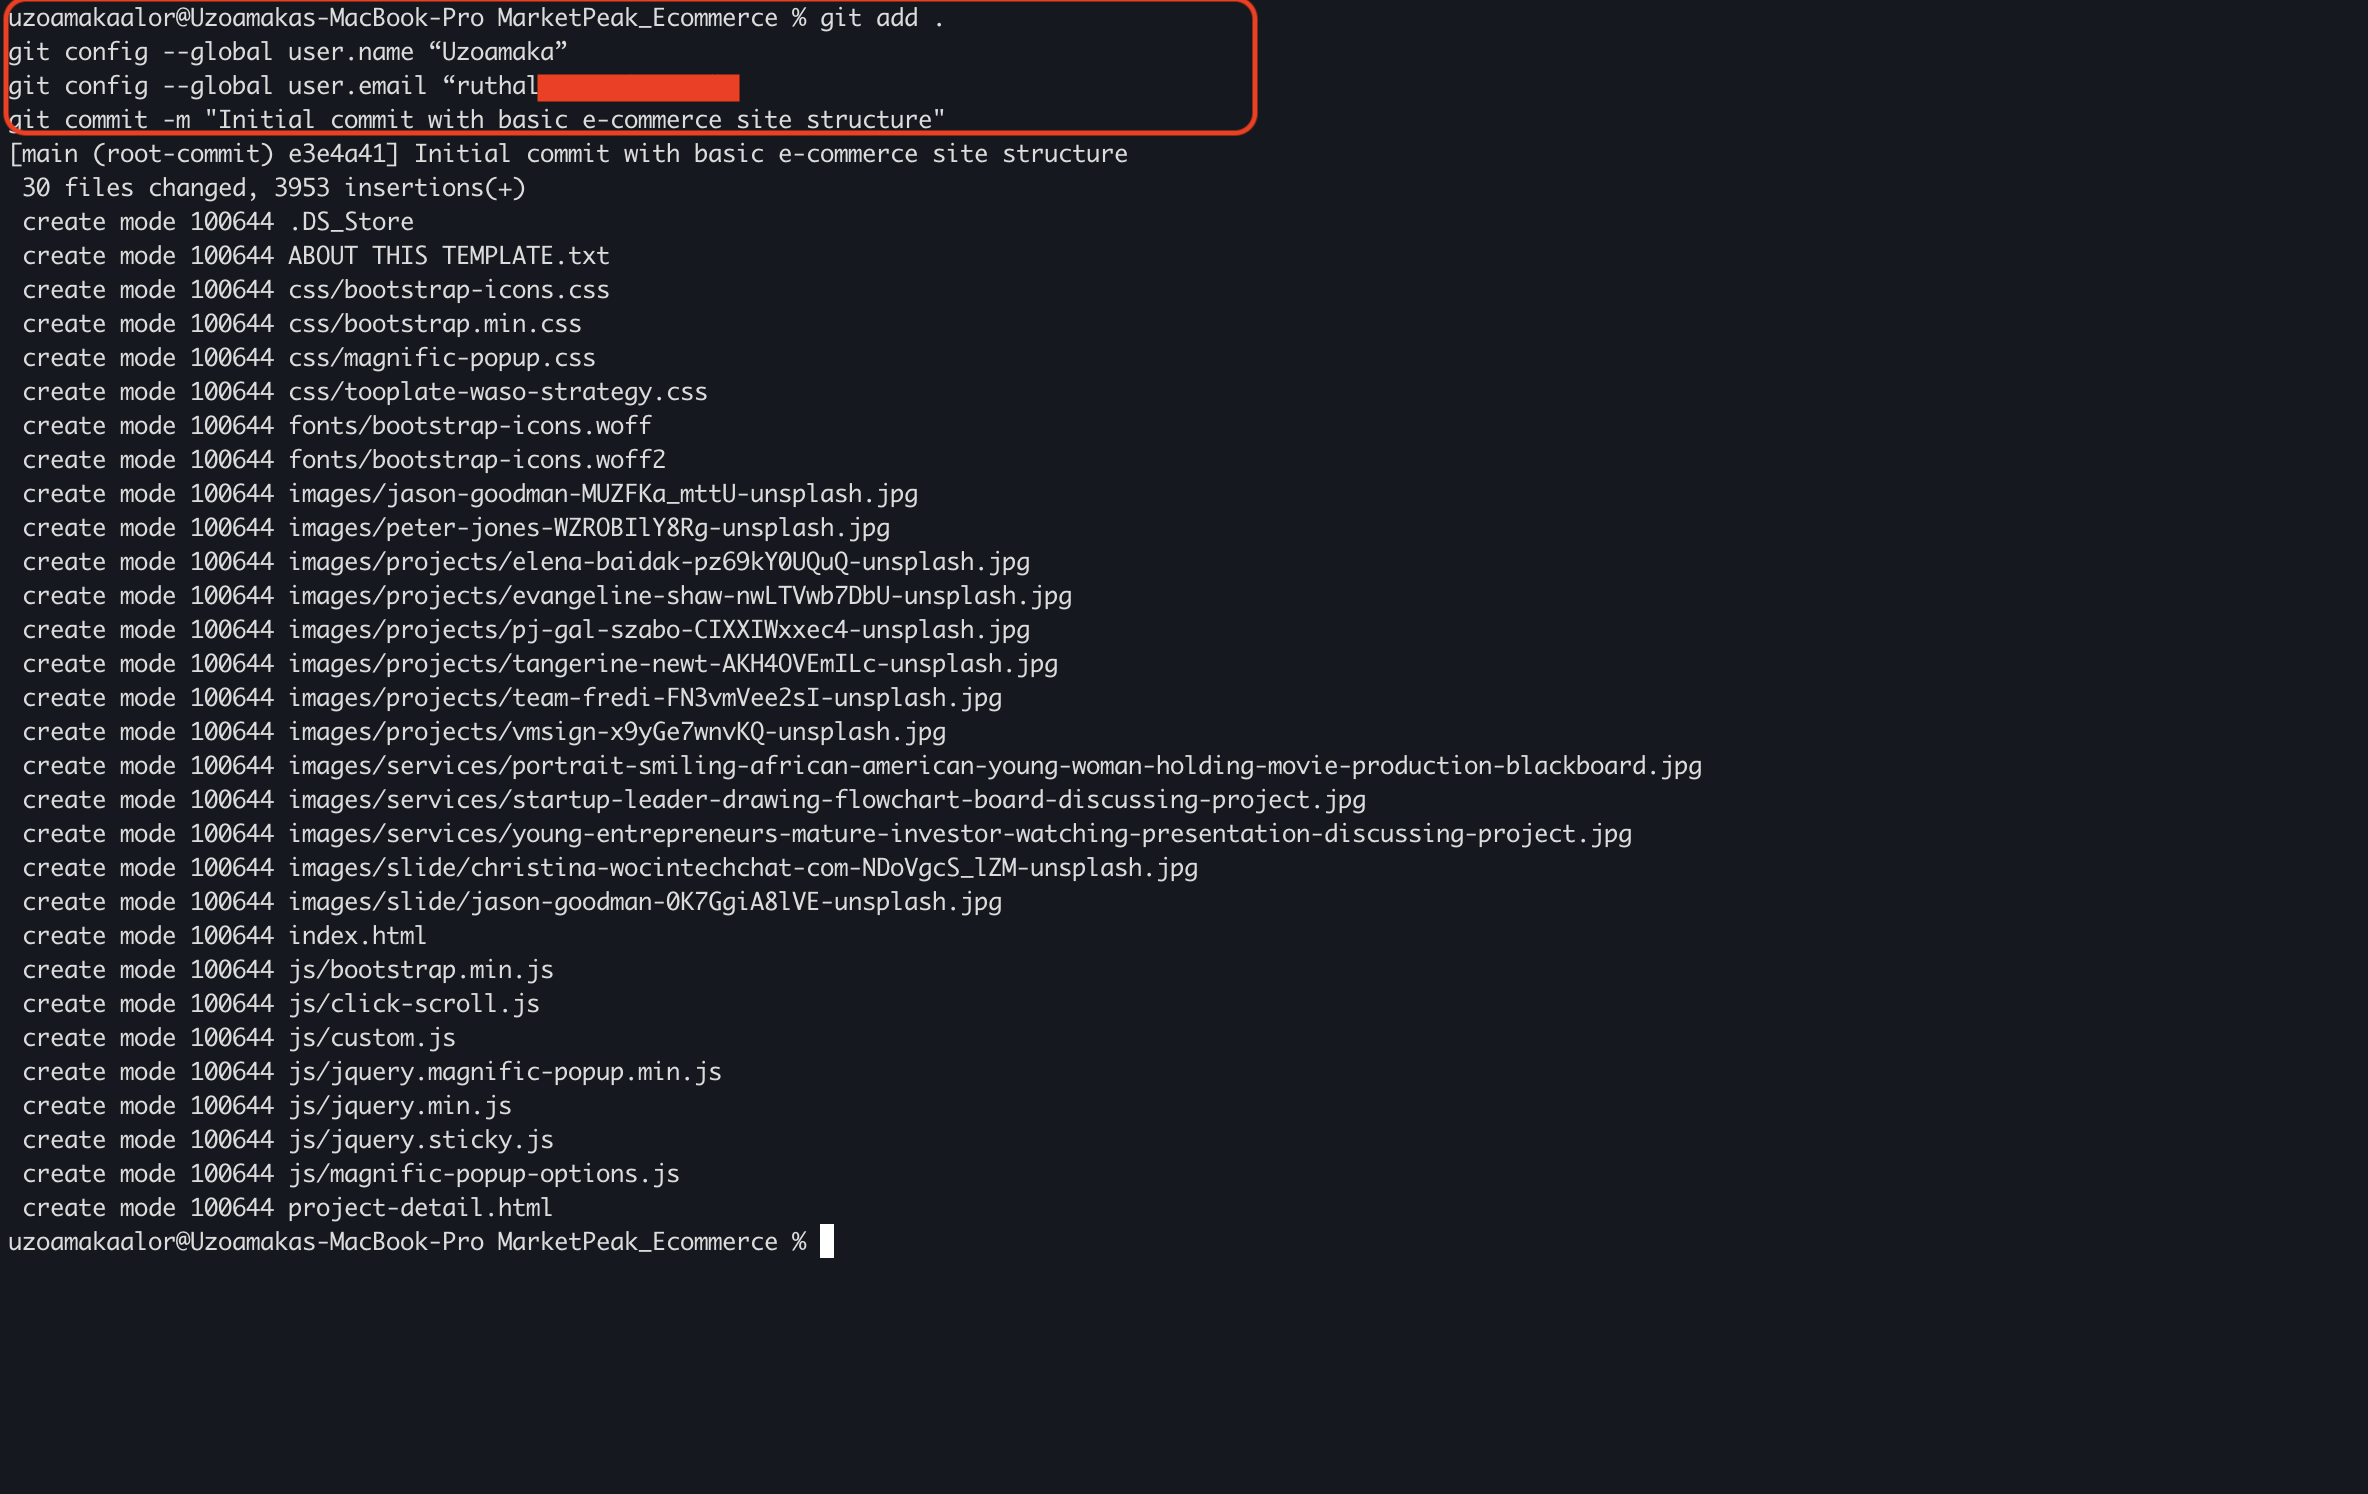 uzoamakaalor@Uzoamakas-MacBook-Pro MarketPeak_Ecommerce % git add .
git config --global user.name “Uzoamaka”
git config --global user.email “ruthal
git commit -m "Initial commit with basic e-commerce site structure"
[main (root-commit) e3e4a41] Initial commit with basic e-commerce site structure
 30 files changed, 3953 insertions(+)
 create mode 100644 .DS_Store
 create mode 100644 ABOUT THIS TEMPLATE.txt
 create mode 100644 css/bootstrap-icons.css
 create mode 100644 css/bootstrap.min.css
 create mode 100644 css/magnific-popup.css
 create mode 100644 css/tooplate-waso-strategy.css
 create mode 100644 fonts/bootstrap-icons.woff
 create mode 100644 fonts/bootstrap-icons.woff2
 create mode 100644 images/jason-goodman-MUZFKa_mttU-unsplash.jpg
 create mode 100644 images/peter-jones-WZROBIlY8Rg-unsplash.jpg
 create mode 100644 images/projects/elena-baidak-pz69kY0UQuQ-unsplash.jpg
 create mode 100644 images/projects/evangeline-shaw-nwLTVwb7DbU-unsplash.jpg
 create mode 100644 images/projects/pj-gal-szabo-CIXXIWxxec4-unsplash.jpg
 create mode 100644 images/projects/tangerine-newt-AKH4OVEmILc-unsplash.jpg
 create mode 100644 images/projects/team-fredi-FN3vmVee2sI-unsplash.jpg
 create mode 100644 images/projects/vmsign-x9yGe7wnvKQ-unsplash.jpg
 create mode 100644 images/services/portrait-smiling-african-american-young-woman-holding-movie-production-blackboard.jpg
 create mode 100644 images/services/startup-leader-drawing-flowchart-board-discussing-project.jpg
 create mode 100644 images/services/young-entrepreneurs-mature-investor-watching-presentation-discussing-project.jpg
 create mode 100644 images/slide/christina-wocintechchat-com-NDoVgcS_lZM-unsplash.jpg
 create mode 100644 images/slide/jason-goodman-0K7GgiA8lVE-unsplash.jpg
 create mode 100644 index.html
 create mode 100644 js/bootstrap.min.js
 create mode 100644 js/click-scroll.js
 create mode 100644 js/custom.js
 create mode 100644 js/jquery.magnific-popup.min.js
 create mode 100644 js/jquery.min.js
 create mode 100644 js/jquery.sticky.js
 create mode 100644 js/magnific-popup-options.js
 create mode 100644 project-detail.html
uzoamakaalor@Uzoamakas-MacBook-Pro MarketPeak_Ecommerce %